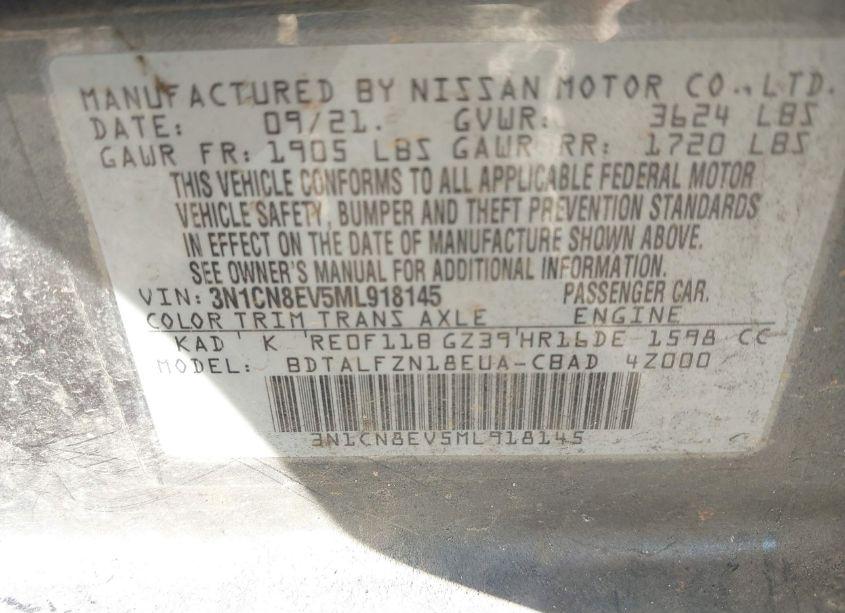 MANUFACTURED BY NISSAN MOTOR CO., LTD.
DATE: 09/21. GVWR: 3624 LBS
GAWR FR: 1905 LBS GAWR RR: 1720 LBS
THIS VEHICLE CONFORMS TO ALL APPLICABLE FEDERAL MOTOR
VEHICLE SAFETY, BUMPER AND THEFT PREVENTION STANDARDS
IN EFFECT ON THE DATE OF MANUFACTURE SHOWN ABOVE.
SEE OWNER'S MANUAL FOR ADDITIONAL INFORMATION.
VIN: 3N1CN8EV5ML918145 PASSENGER CAR.
COLOR TRIM TRANS AXLE ENGINE
KAD K RE0F11B GZ39 HR16DE 1598 CC
MODEL: BDTALFZN18EUA-CBAD 4Z000
3N1CN8EV5ML918145